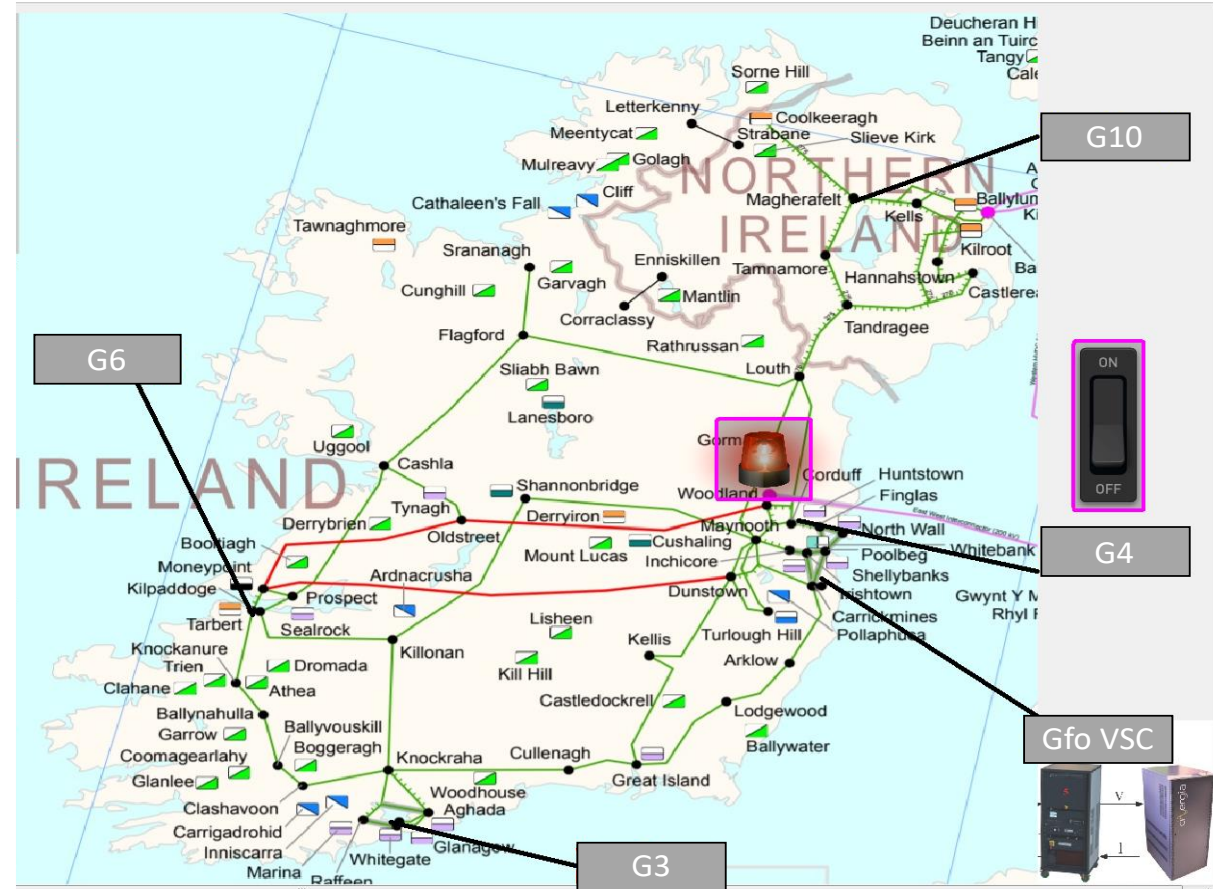 Deucheran
Beinn an Tuirc
Tangy
Sorne Hill
Letterkenny
Coolkeeragh
Strabane
Slieve Kirk
Meentycat
Mulreavy
Golagh
G10
NORTHERN
IRELAND
Magherafelt
Kells
Cliff
Cathaleen's Fall
Kilroot
Tawnaghmore
Srananagh
Enniskillen
Tamnamore
Hannahstown
Garvagh
Cunghill
Mantlin
Corraclassy
Tandragee
Flagford
Rathrussan
Louth
G6
Sliabh Bawn
Lanesboro
ON
OFF
Uggool
IRELAND
Cashla
Corduff
Huntstown
Finglas
Woodland
Shannonbridge
Tynagh
Derryiron
Derrybrien
Oldstreet
Maynooth
North Wall
East West Interconnector (500 kV)
Mount Lucas
Cushaling
Inchicore
Poolbeg
Whitebank
G4
Booltiagh
Moneypoint
Ardnacrusha
Shellybanks
Irishtown
Kilpaddoge
Prospect
Dunstown
Carrickmines
Gwynt Y
Rhyl
Tarbert
Sealrock
Lisheen
Turlough Hill
Pollaphuca
Knockanure
Killonan
Kellis
Arklow
Trien
Dromada
Kill Hill
Clahane
Athea
Castledockrell
Lodgewood
Ballynahulla
Garrow
Ballyvouskill
Ballywater
Gfo VSC
Coomagearlahy
Boggeragh
Knockraha
Cullenagh
Great Island
Glanlee
Woodhouse
Clashavoon
Aghada
Carrigadrohid
Inniscarra
Glanagow
Marina
Whitegate
Raffeen
G3
V
I